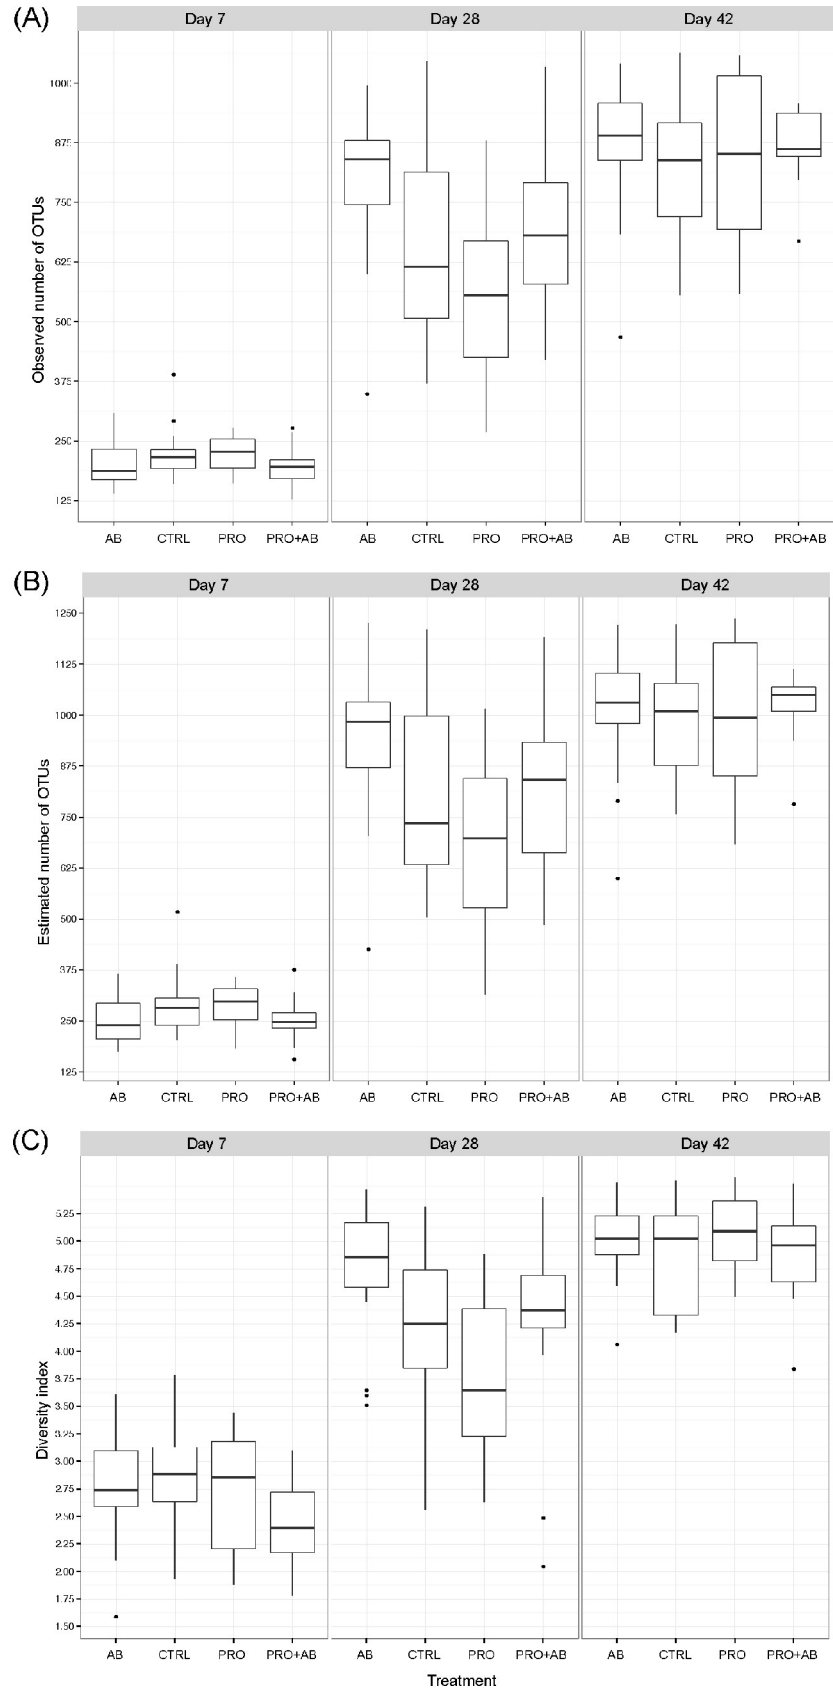 (A)
Day 7 Day 28 Day 42
Observed number of OTUs
1000
875
750
625
500
375
250
125
AB CTRL PRO PRO+AB AB CTRL PRO PRO+AB AB CTRL PRO PRO+AB
(B)
Day 7 Day 28 Day 42
Estimated number of OTUs
1250
1125
1000
875
750
625
500
375
250
125
AB CTRL PRO PRO+AB AB CTRL PRO PRO+AB AB CTRL PRO PRO+AB
(C)
Day 7 Day 28 Day 42
Diversity index
5.25
5.00
4.75
4.50
4.25
4.00
3.75
3.50
3.25
3.00
2.75
2.50
2.25
2.00
1.75
1.50
AB CTRL PRO PRO+AB AB CTRL PRO PRO+AB AB CTRL PRO PRO+AB
Treatment